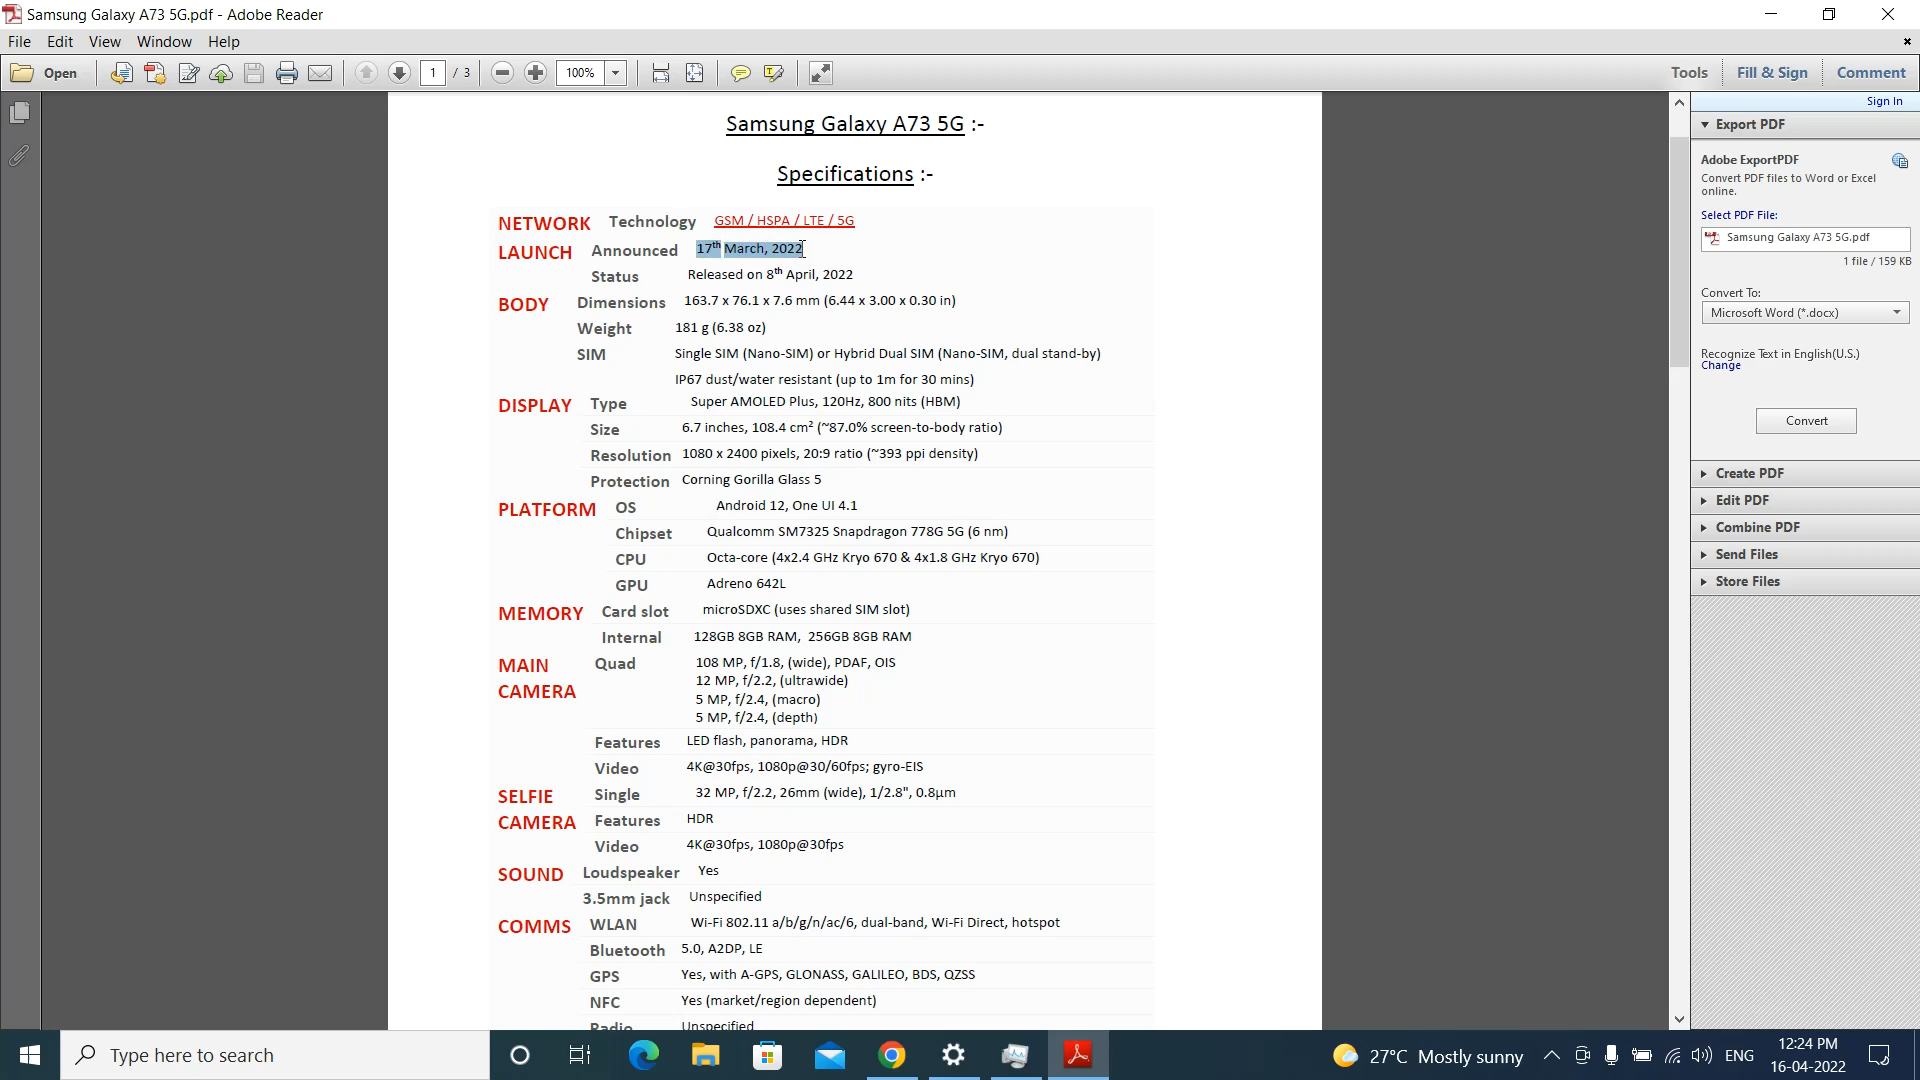 Samsung Galaxy A73 5G.pdf - Adobe Reader
File Edit View Window Help
Open 1 / 3 100% Tools Fill & Sign Comment
Sign In
Export PDF
Adobe ExportPDF
Convert PDF files to Word or Excel
online.
Select PDF File:
Samsung Galaxy A73 5G.pdf
1 file / 159 KB
Convert To:
Microsoft Word (*.docx)
Recognize Text in English(U.S.)
Change
Convert
Create PDF
Edit PDF
Combine PDF
Send Files
Store Files
Samsung Galaxy A73 5G :-
Specifications :-
NETWORK Technology GSM / HSPA / LTE / 5G
LAUNCH Announced 17th March, 2022
Status Released on 8th April, 2022
BODY Dimensions 163.7 x 76.1 x 7.6 mm (6.44 x 3.00 x 0.30 in)
Weight 181 g (6.38 oz)
SIM Single SIM (Nano-SIM) or Hybrid Dual SIM (Nano-SIM, dual stand-by)
IP67 dust/water resistant (up to 1m for 30 mins)
DISPLAY Type Super AMOLED Plus, 120Hz, 800 nits (HBM)
Size 6.7 inches, 108.4 cm² (~87.0% screen-to-body ratio)
Resolution 1080 x 2400 pixels, 20:9 ratio (~393 ppi density)
Protection Corning Gorilla Glass 5
PLATFORM OS Android 12, One UI 4.1
Chipset Qualcomm SM7325 Snapdragon 778G 5G (6 nm)
CPU Octa-core (4x2.4 GHz Kryo 670 & 4x1.8 GHz Kryo 670)
GPU Adreno 642L
MEMORY Card slot microSDXC (uses shared SIM slot)
Internal 128GB 8GB RAM, 256GB 8GB RAM
MAIN CAMERA Quad 108 MP, f/1.8, (wide), PDAF, OIS
12 MP, f/2.2, (ultrawide)
5 MP, f/2.4, (macro)
5 MP, f/2.4, (depth)
Features LED flash, panorama, HDR
Video 4K@30fps, 1080p@30/60fps; gyro-EIS
SELFIE CAMERA Single 32 MP, f/2.2, 26mm (wide), 1/2.8", 0.8µm
Features HDR
Video 4K@30fps, 1080p@30fps
SOUND Loudspeaker Yes
3.5mm jack Unspecified
COMMS WLAN Wi-Fi 802.11 a/b/g/n/ac/6, dual-band, Wi-Fi Direct, hotspot
Bluetooth 5.0, A2DP, LE
GPS Yes, with A-GPS, GLONASS, GALILEO, BDS, QZSS
NFC Yes (market/region dependent)
Radio Unspecified
Type here to search
27°C Mostly sunny
ENG
12:24 PM
16-04-2022